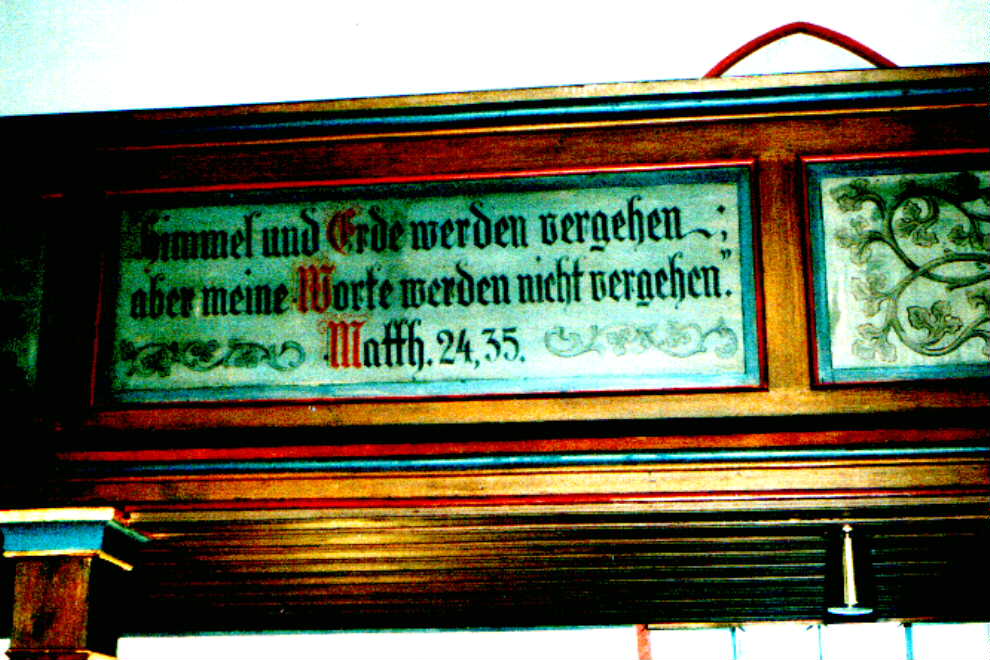 Himmel und Erde werden vergehen;
aber meine Worte werden nicht vergehen."
Matth. 24, 35.